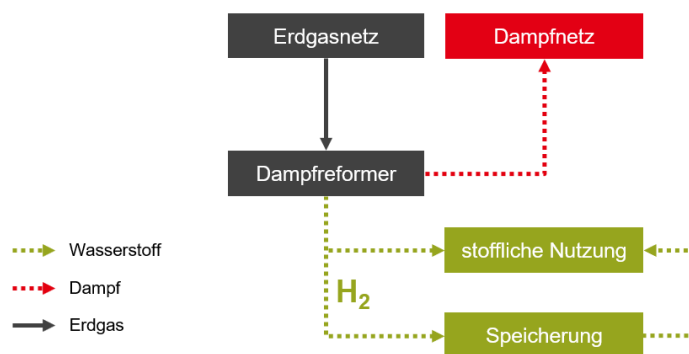 Erdgasnetz
Dampfnetz
Dampfreformer
Wasserstoff
stoffliche Nutzung
Dampf
H₂
Erdgas
Speicherung